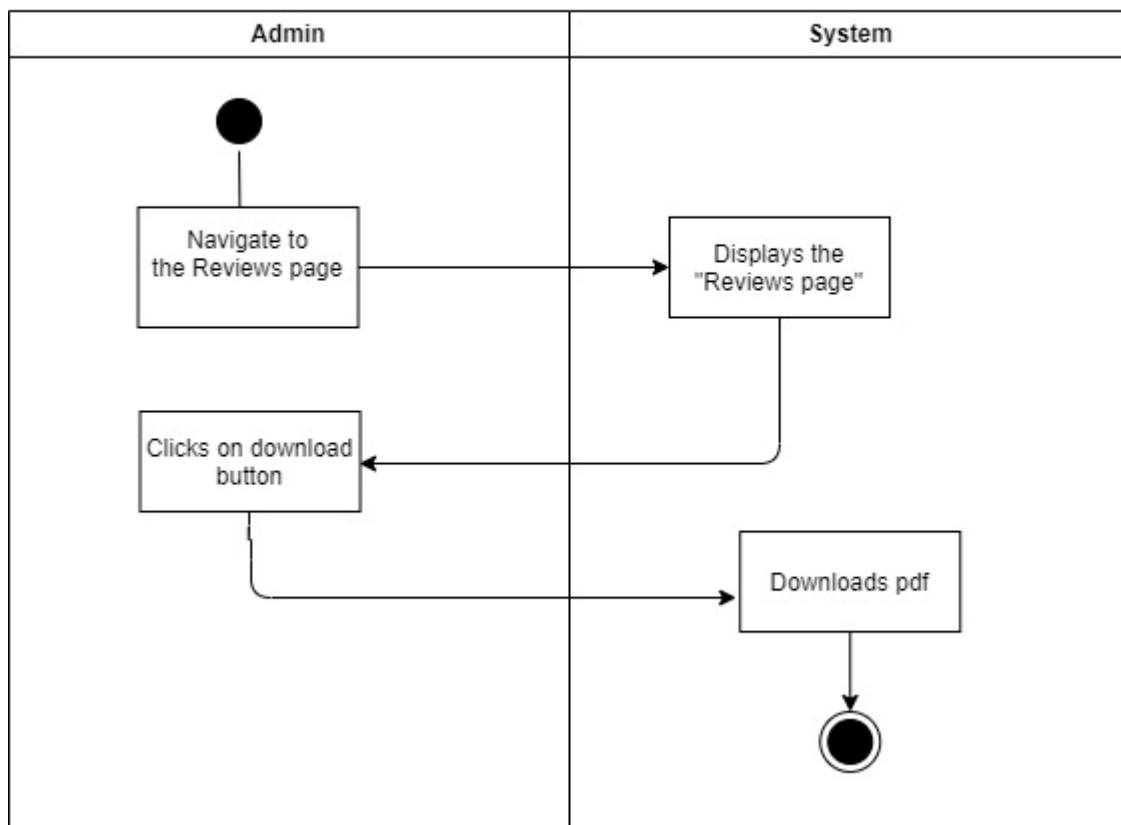 Admin
System
Navigate to
the Reviews page
Displays the
"Reviews page"
Clicks on download
button
Downloads pdf